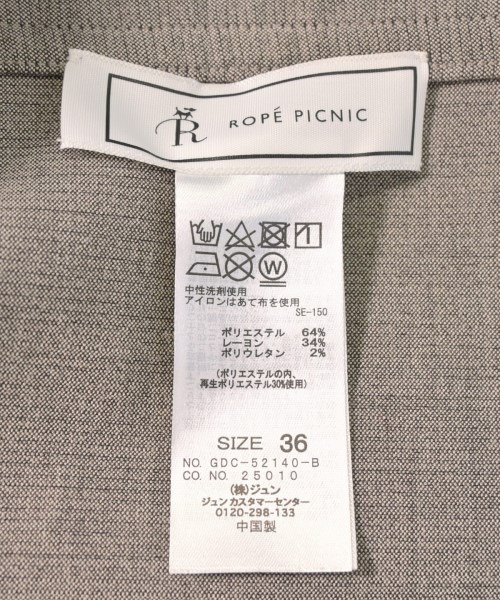 R ROPÉ PICNIC
W
中性洗剤使用
アイロンはあて布を使用
SE-150
ポリエステル 64%
レーヨン 34%
ポリウレタン 2%
(ポリエステルの内、
再生ポリエステル30%使用)
SIZE 36
NO. GDC-52140-B
CO. NO. 25010
(株)ジュン
ジュンカスタマーセンター
0120-298-133
中国製